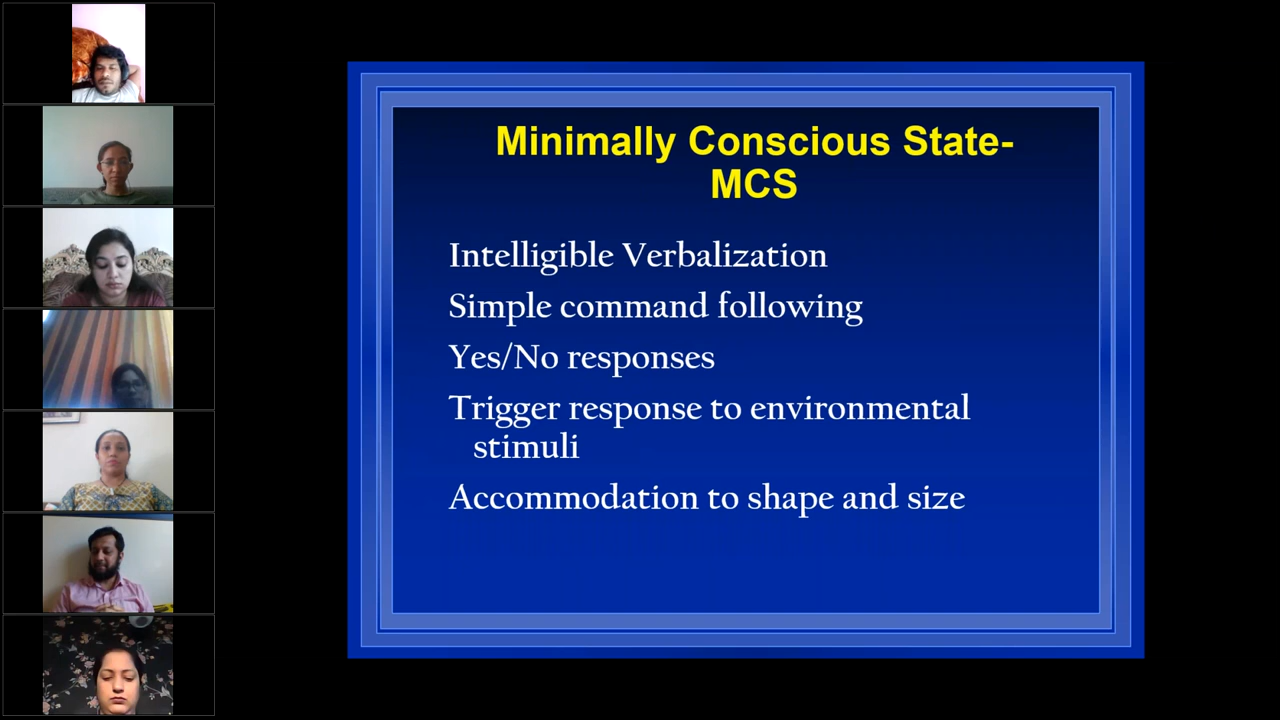 Minimally Conscious State-
MCS
Intelligible Verbalization
Simple command following
Yes/No responses
Trigger response to environmental
stimuli
Accommodation to shape and size